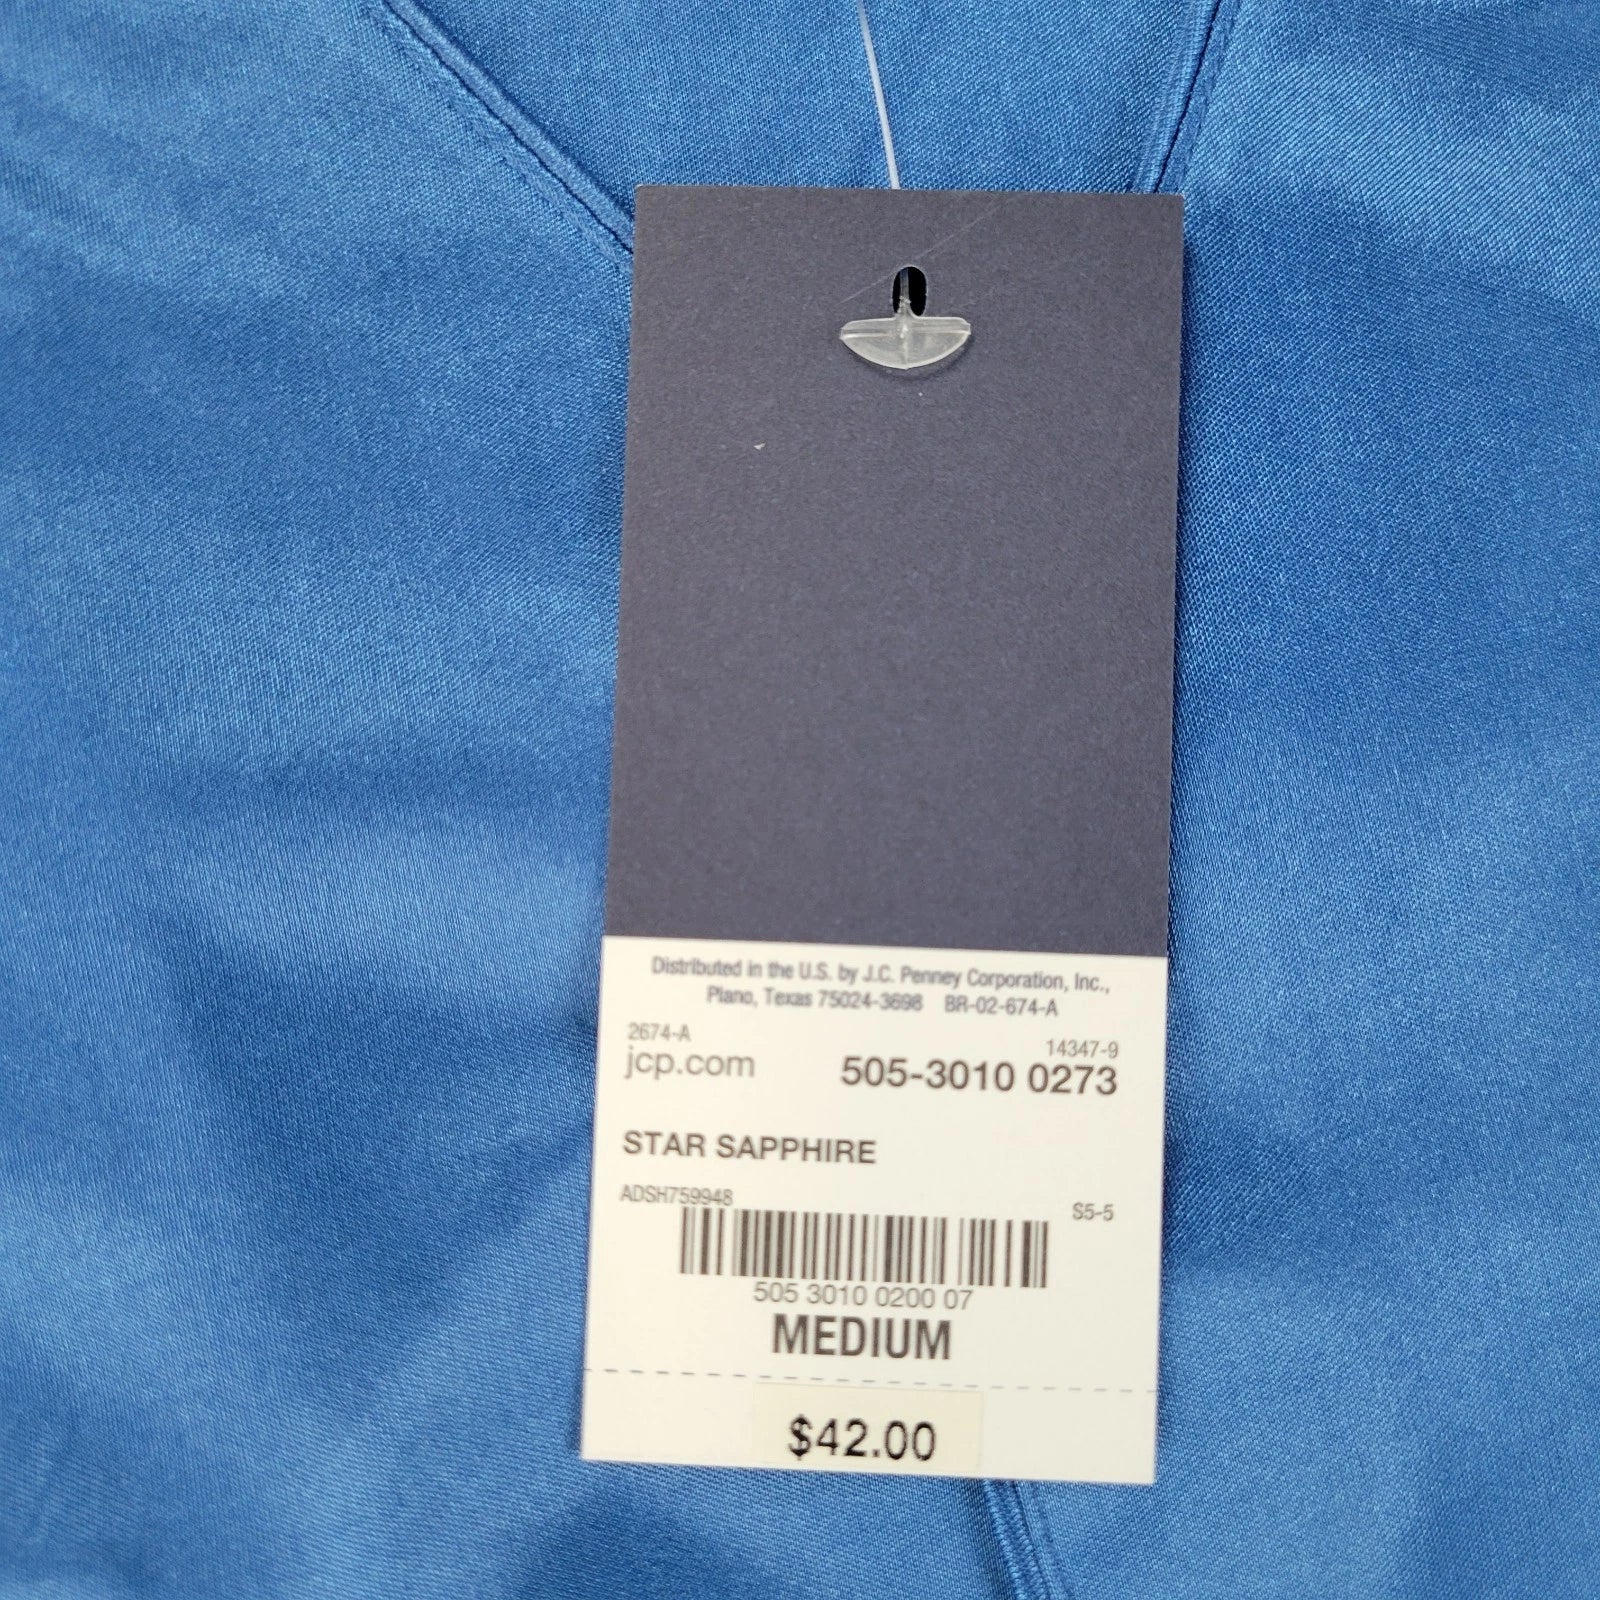 Distributed in the U.S. by J.C. Penney Corporation, Inc.,
Plano, Texas 75024-3698 BR-02-674-A
2674-A 14347-9
jcp.com 505-3010 0273
STAR SAPPHIRE
ADSH759948 S5-5
505 3010 0200 07
MEDIUM
$42.00